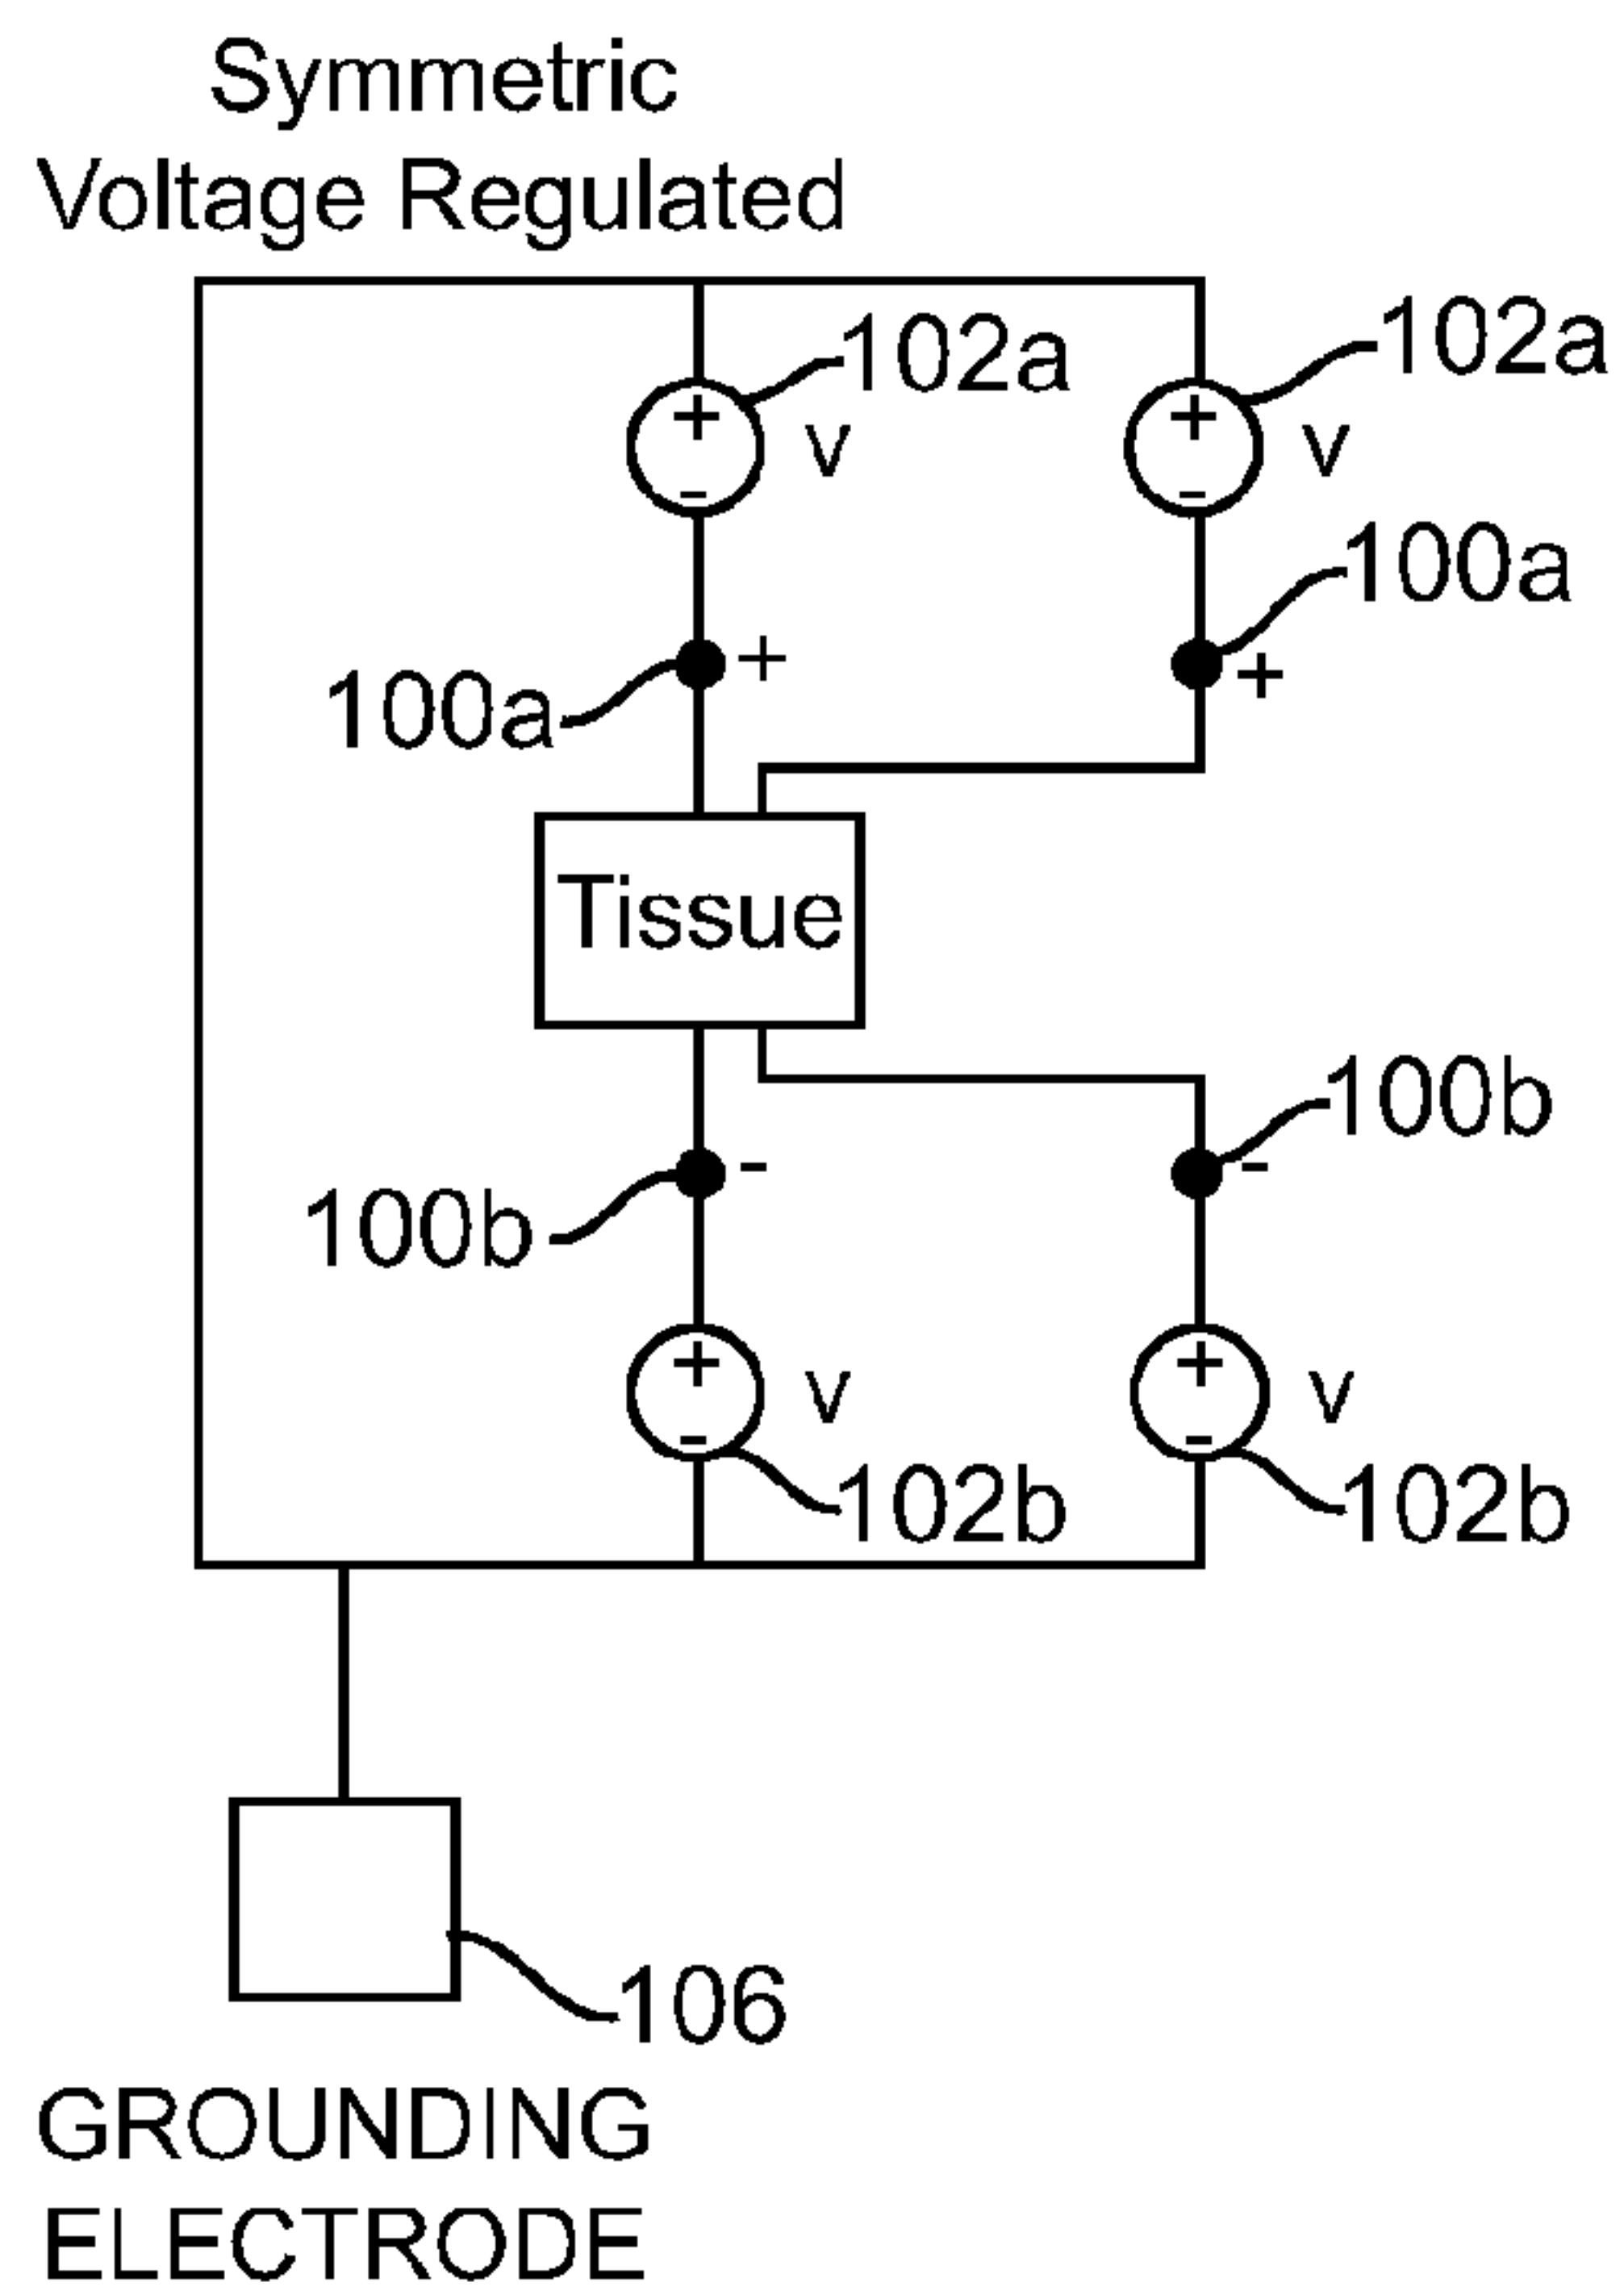 Symmetric
Voltage Regulated
102a
102a
+
v
-
+
v
-
100a
100a
+
+
Tissue
100b
100b
-
-
+
v
-
+
v
-
102b
102b
106
GROUNDING
ELECTRODE